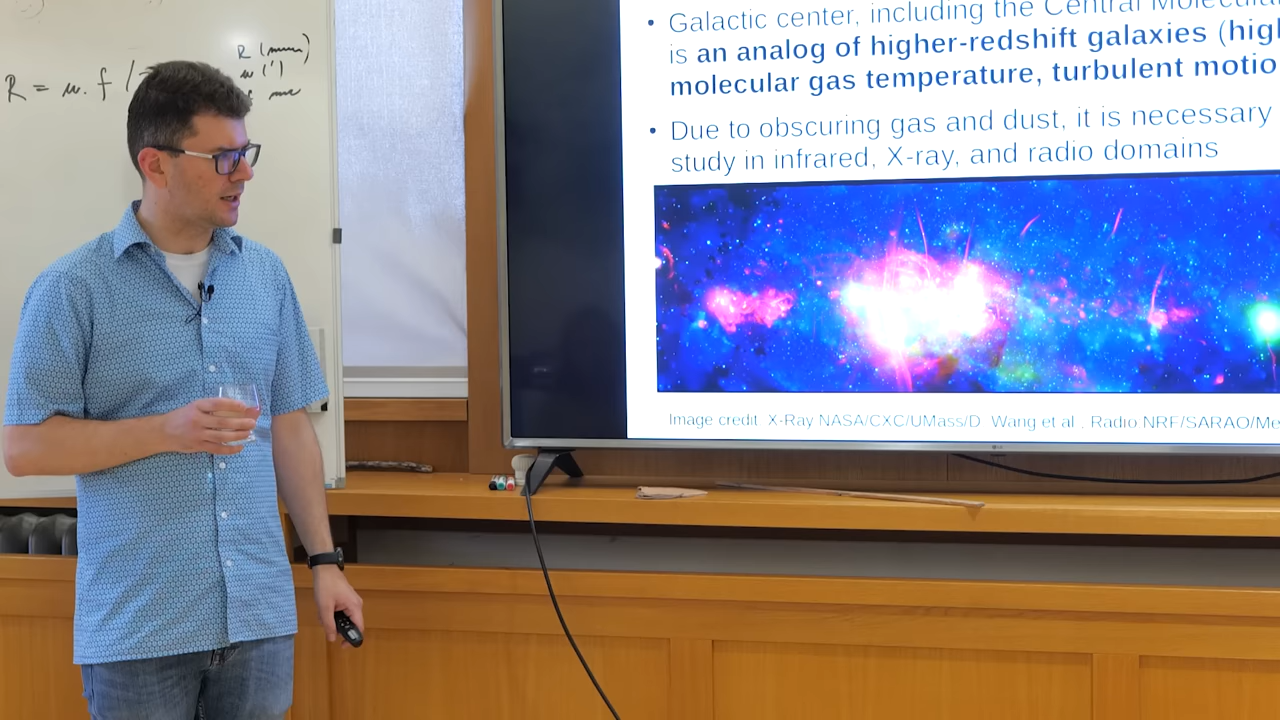 R (mm)
R = w. f /
w (')
• Galactic center, including the Central Molecular
is an analog of higher-redshift galaxies (hig
molecular gas temperature, turbulent motio
• Due to obscuring gas and dust, it is necessary
study in infrared, X-ray, and radio domains
Image credit X-Ray NASA/CXC/UMass/D Wang et al., Radio NRF/SARAO/Me
LG